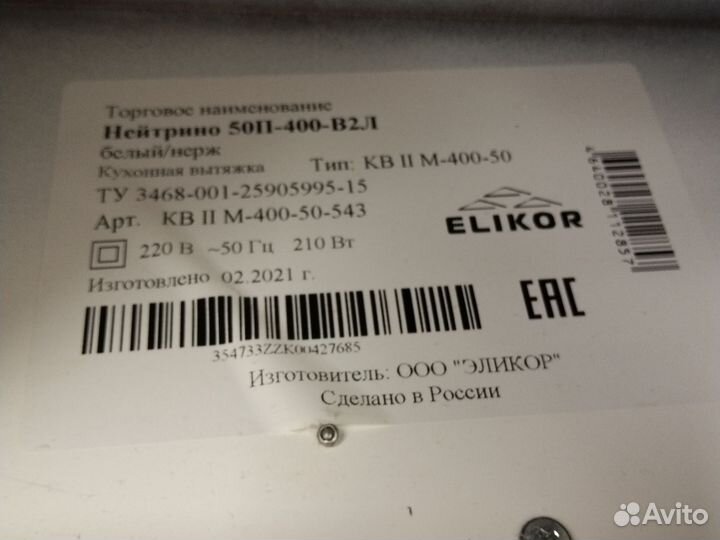 Торговое наименование
Нейтрино 50П-400-В2Л
белый/нерж
Кухонная вытяжка Тип: КВ II М-400-50
ТУ 3468-001-25905995-15
Арт. КВ II М-400-50-543
ELIKOR
220 В ~50 Гц 210 Вт
Изготовлено 02.2021 г.
4640028112857
EAC
354733ZZK00427685
Изготовитель: ООО "ЭЛИКОР"
Сделано в России
Avito